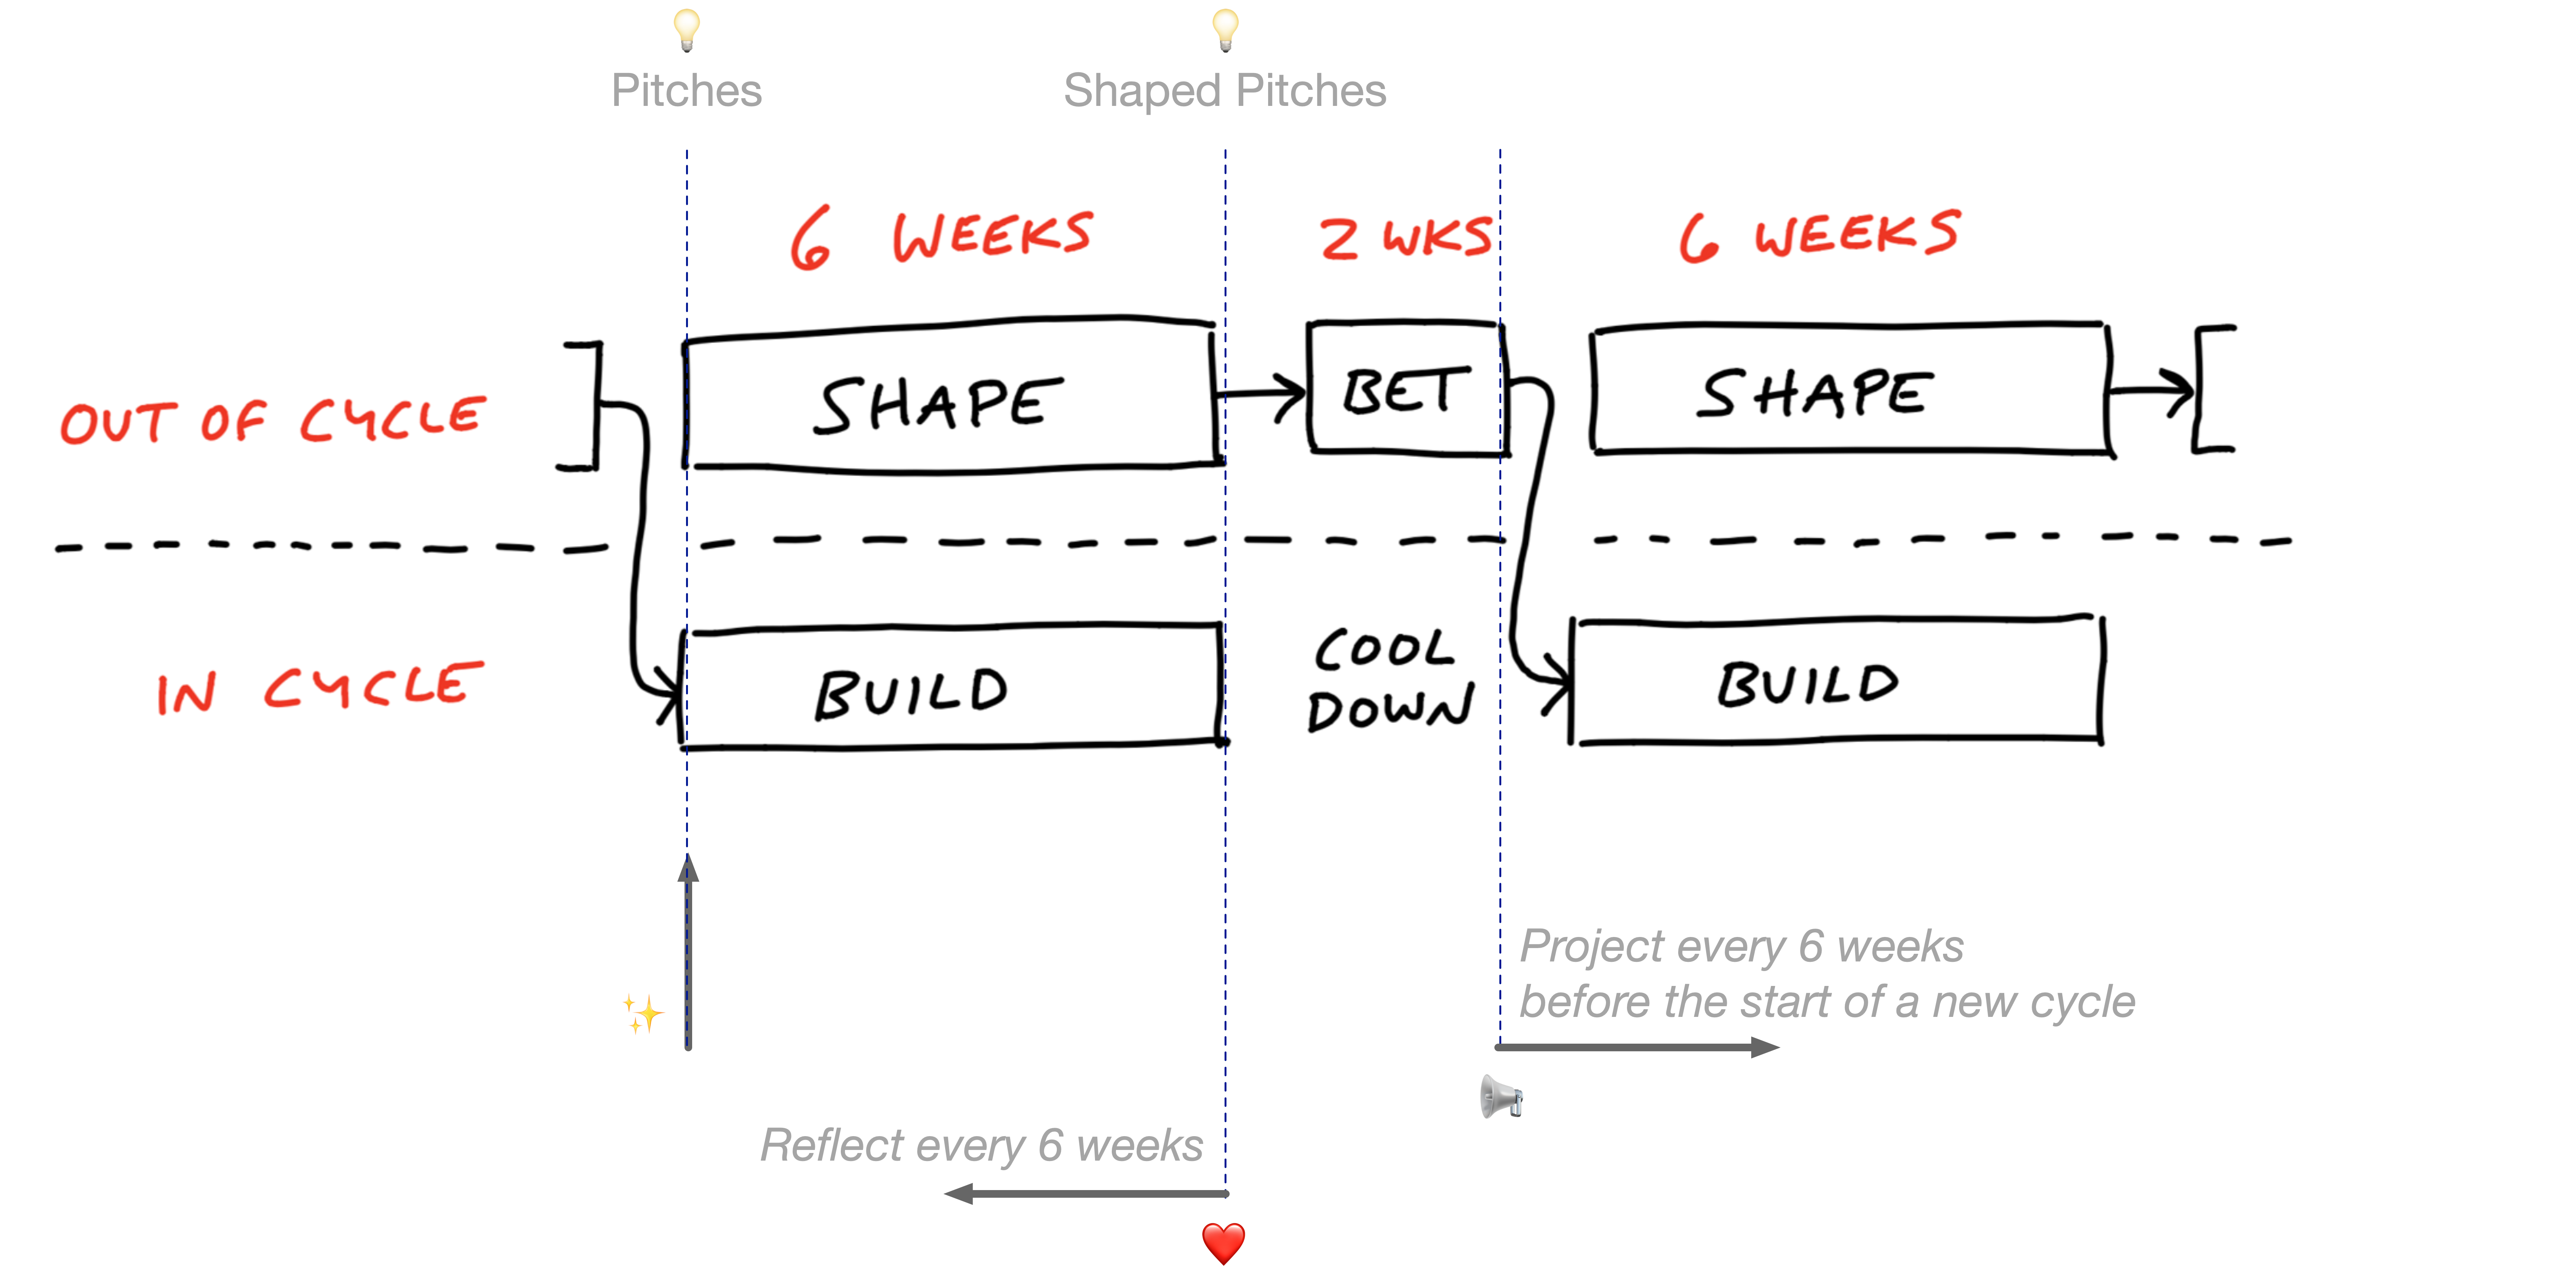 Pitches
Shaped Pitches
6 WEEKS
2 WKS
6 WEEKS
OUT OF CYCLE
SHAPE
BET
SHAPE
IN CYCLE
BUILD
COOL
DOWN
BUILD
Project every 6 weeks
before the start of a new cycle
Reflect every 6 weeks